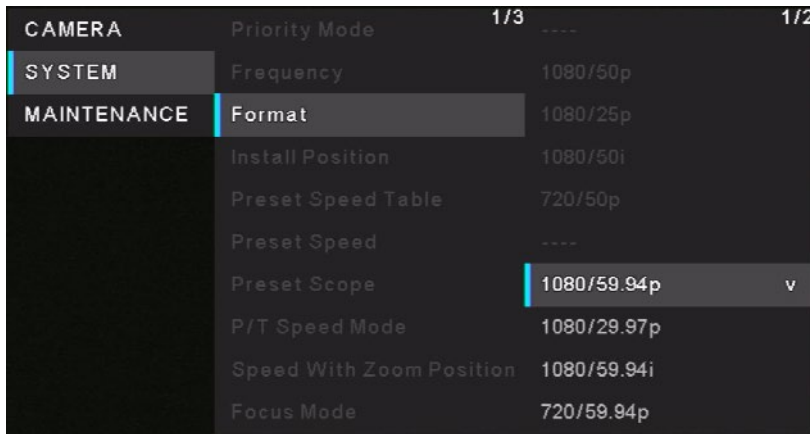 1/3
1/2
CAMERA
SYSTEM
MAINTENANCE
Priority Mode
Frequency
Format
Install Position
Preset Speed Table
Preset Speed
Preset Scope
P/T Speed Mode
Speed With Zoom Position
Focus Mode
----
1080/50p
1080/25p
1080/50i
720/50p
----
1080/59.94p v
1080/29.97p
1080/59.94i
720/59.94p